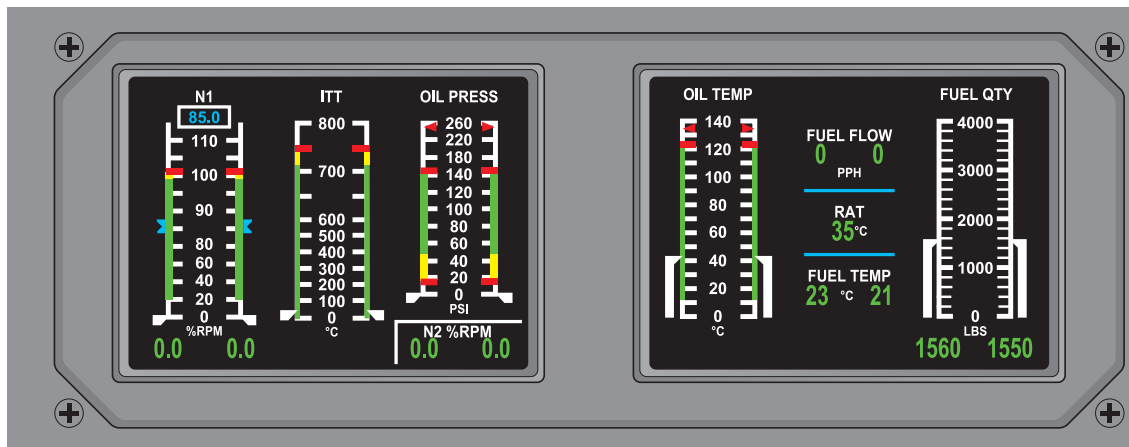 N1
85.0
110
100
90
80
60
40
20
0
%RPM
0.0 0.0
ITT
800
700
600
500
400
300
200
100
0
°C
OIL PRESS
260
220
180
140
120
100
80
60
40
20
0
PSI
N2 %RPM
0.0 0.0
OIL TEMP
140
120
100
80
60
40
20
0
°C
FUEL FLOW
0 0
PPH
RAT
35°C
FUEL TEMP
23 °C 21
FUEL QTY
4000
3000
2000
1000
0
LBS
1560 1550